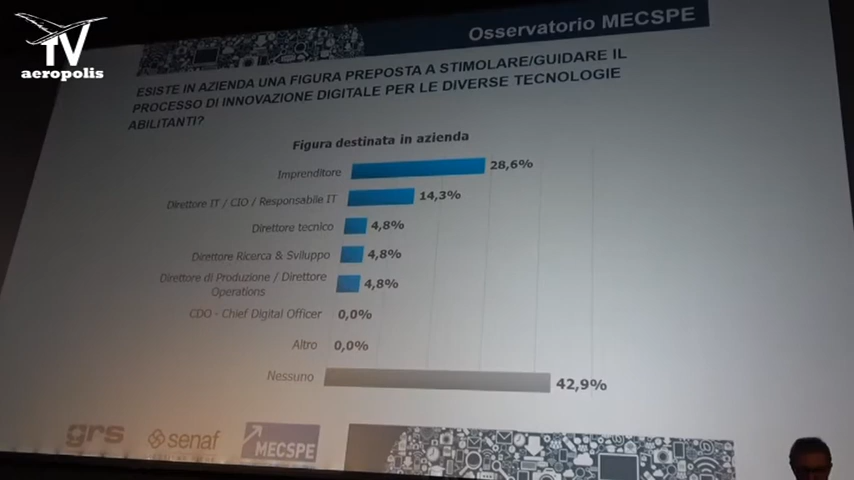 TV
aeropolis
Osservatorio MECSPE
ESISTE IN AZIENDA UNA FIGURA PREPOSTA A STIMOLARE/GUIDARE IL
PROCESSO DI INNOVAZIONE DIGITALE PER LE DIVERSE TECNOLOGIE
ABILITANTI?
Figura destinata in azienda
Imprenditore 28,6%
Direttore IT / CIO / Responsabile IT 14,3%
Direttore tecnico 4,8%
Direttore Ricerca & Sviluppo 4,8%
Direttore di Produzione / Direttore
Operations 4,8%
CDO - Chief Digital Officer 0,0%
Altro 0,0%
Nessuno 42,9%
grs senaf MECSPE